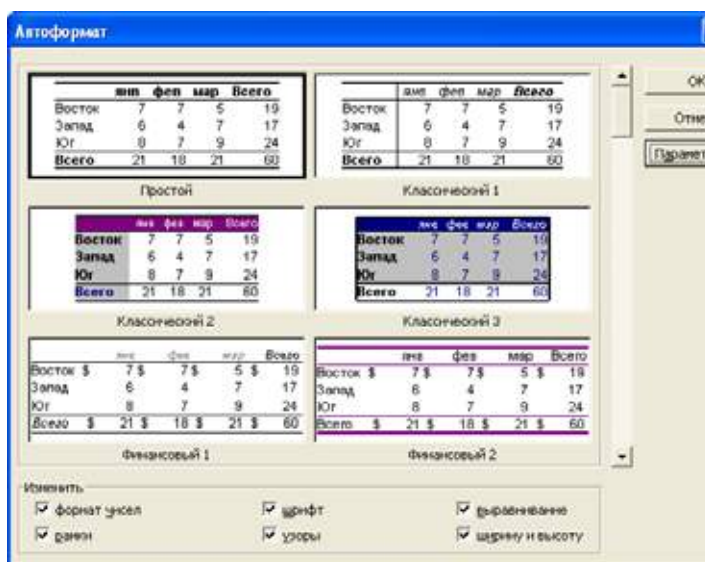 Автоформат
янв фев мар Всего
Восток 7 7 5 19
Запад 6 4 7 17
Юг 8 7 9 24
Всего 21 18 21 60
Простой
янв фев мар Всего
Восток 7 7 5 19
Запад 6 4 7 17
Юг 8 7 9 24
Всего 21 18 21 60
Классический 1
янв фев мар Всего
Восток 7 7 5 19
Запад 6 4 7 17
Юг 8 7 9 24
Всего 21 18 21 60
Классический 2
янв фев мар Всего
Восток 7 7 5 19
Запад 6 4 7 17
Юг 8 7 9 24
Всего 21 18 21 60
Классический 3
янв фев мар Всего
Восток $ 7 $ 7 $ 5 $ 19
Запад 6 4 7 17
Юг 8 7 9 24
Всего $ 21 $ 18 $ 21 $ 60
Финансовый 1
янв фев мар Всего
Восток $ 7 $ 7 $ 5 $ 19
Запад 6 4 7 17
Юг 8 7 9 24
Всего $ 21 $ 18 $ 21 $ 60
Финансовый 2
ОК
Отме
Парамет
Изменить
формат чисел
шрифт
выравнивание
рамки
узоры
ширину и высоту